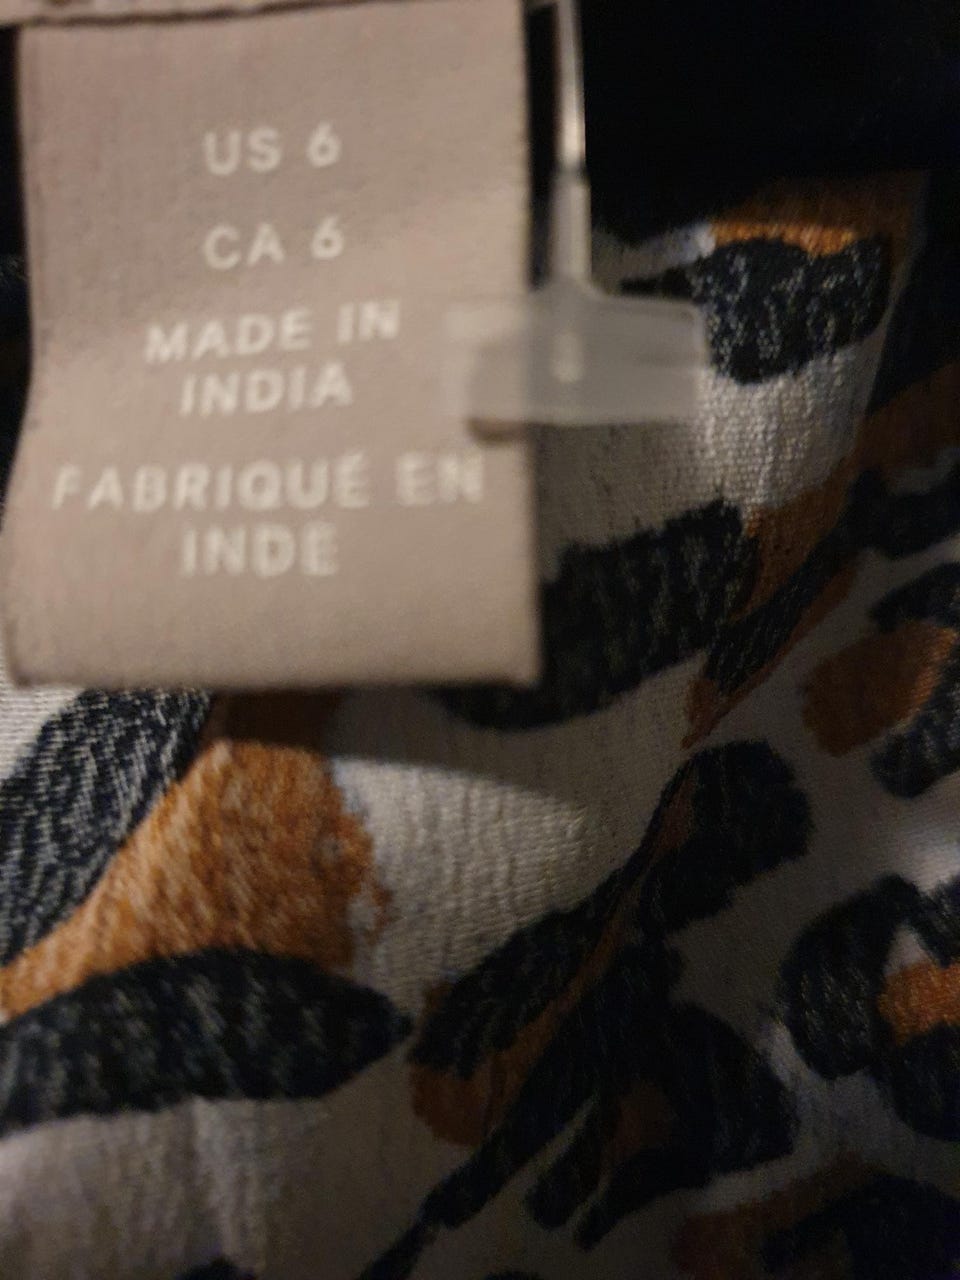 US 6
CA 6
MADE IN
INDIA
FABRIQUÉ EN
INDE